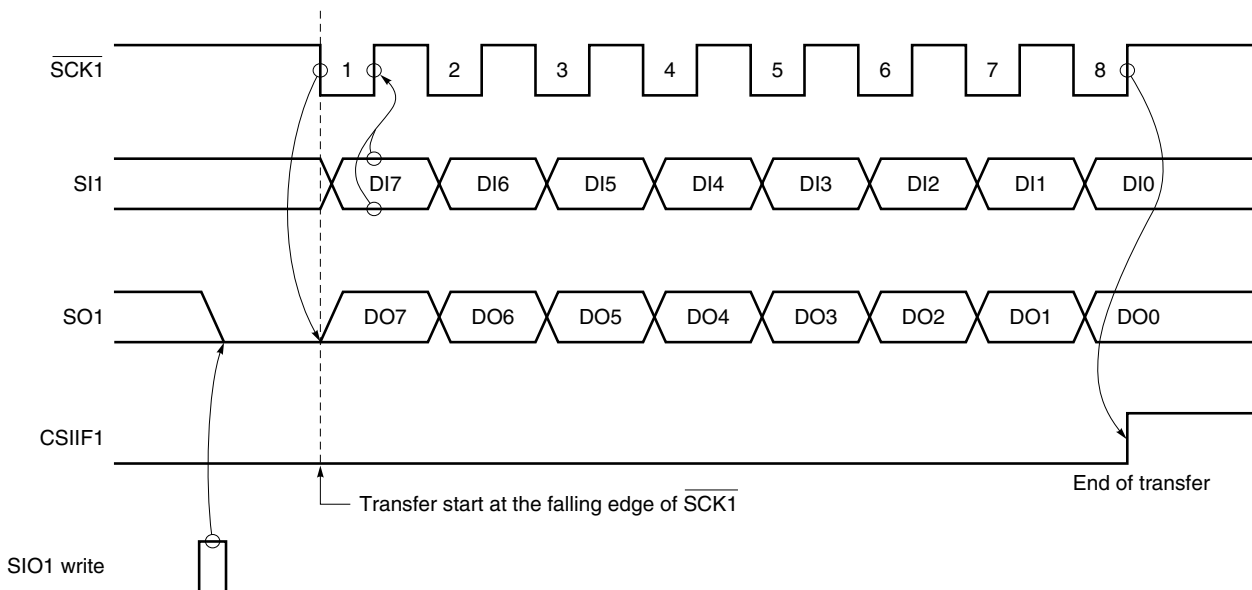 SCK1 1 2 3 4 5 6 7 8
SI1 DI7 DI6 DI5 DI4 DI3 DI2 DI1 DI0
SO1 DO7 DO6 DO5 DO4 DO3 DO2 DO1 DO0
CSIIF1
End of transfer
Transfer start at the falling edge of SCK1
SIO1 write